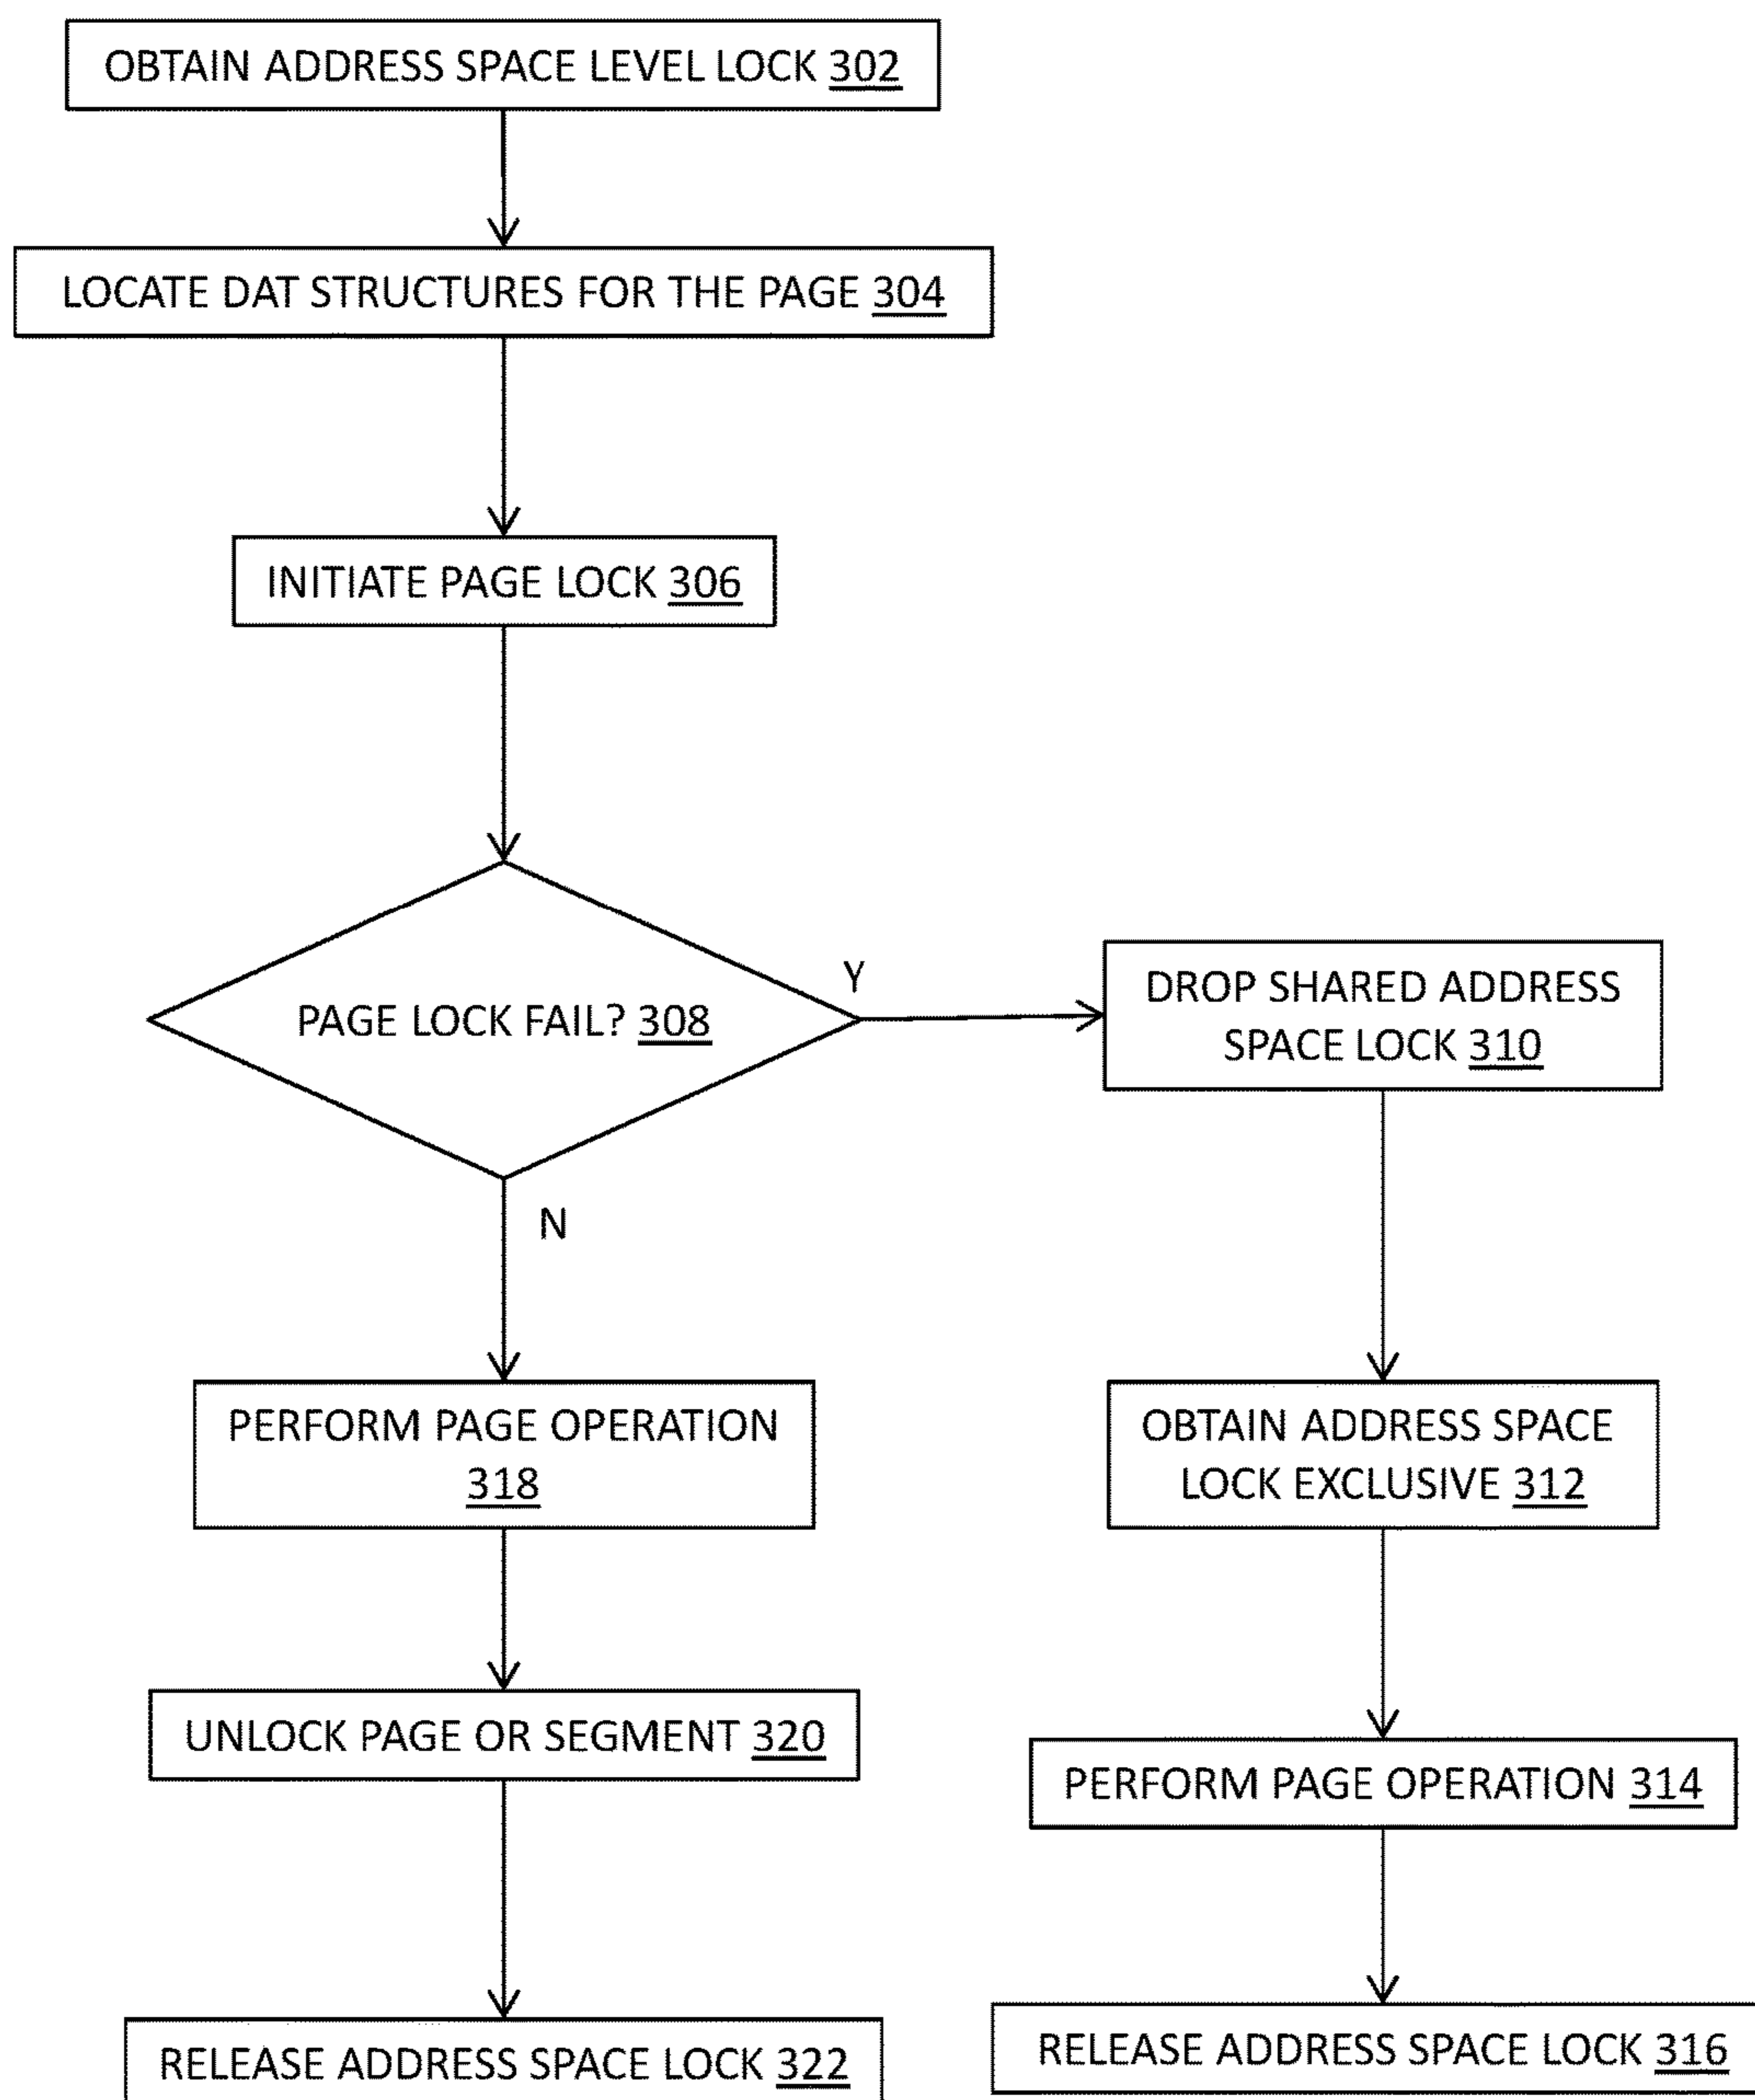 OBTAIN ADDRESS SPACE LEVEL LOCK 302
LOCATE DAT STRUCTURES FOR THE PAGE 304
INITIATE PAGE LOCK 306
PAGE LOCK FAIL? 308
Y
DROP SHARED ADDRESS
SPACE LOCK 310
N
PERFORM PAGE OPERATION
318
OBTAIN ADDRESS SPACE
LOCK EXCLUSIVE 312
UNLOCK PAGE OR SEGMENT 320
PERFORM PAGE OPERATION 314
RELEASE ADDRESS SPACE LOCK 322
RELEASE ADDRESS SPACE LOCK 316